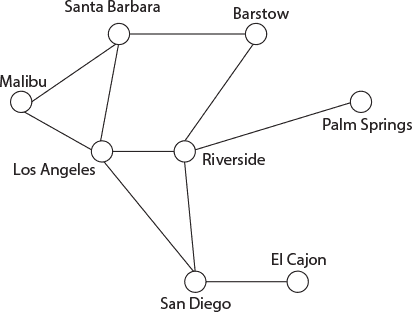 Santa Barbara
Barstow
Malibu
Palm Springs
Los Angeles
Riverside
El Cajon
San Diego